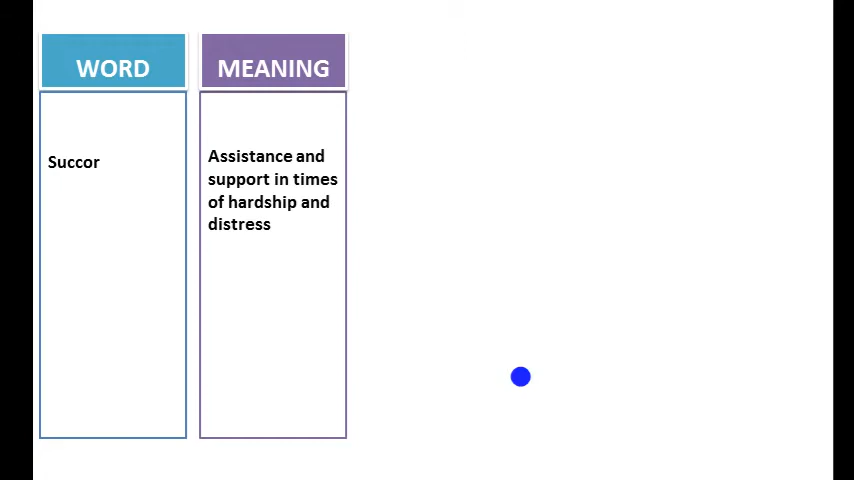 WORD
MEANING
Succor
Assistance and
support in times
of hardship and
distress